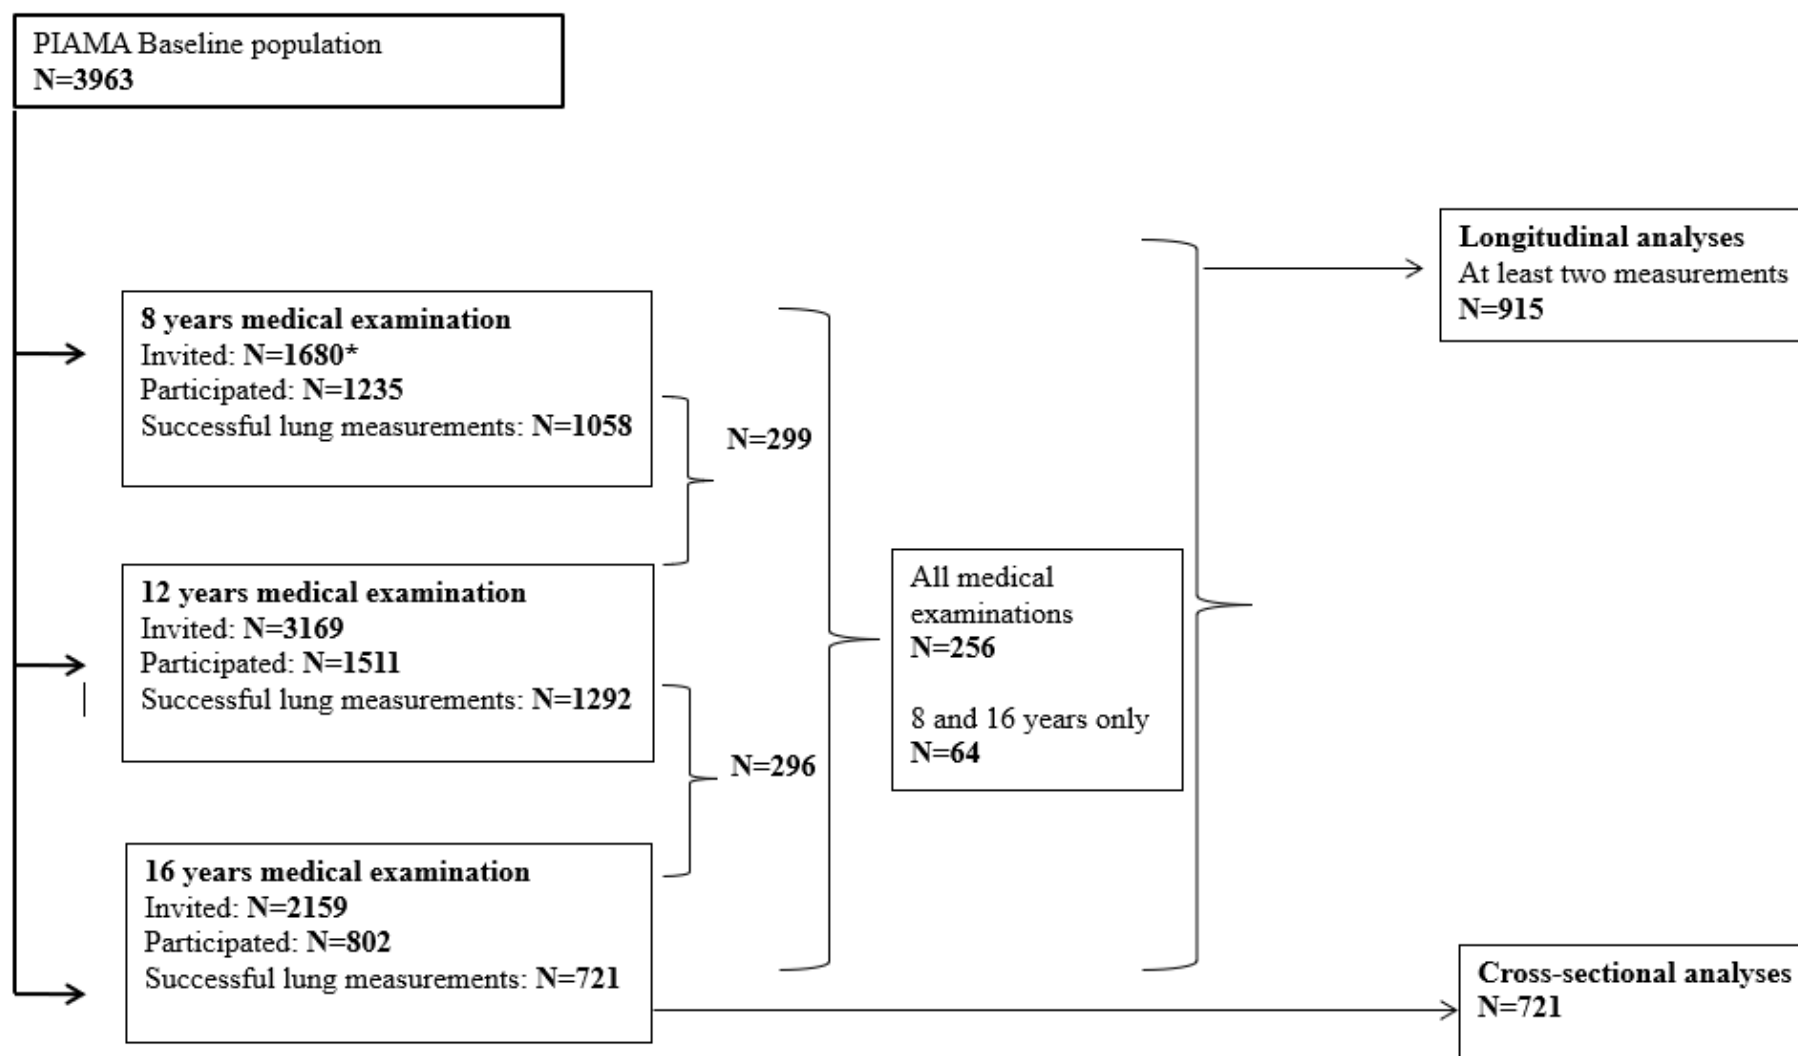 PIAMA Baseline population
N=3963
Longitudinal analyses
At least two measurements
N=915
8 years medical examination
Invited: N=1680*
Participated: N=1235
Successful lung measurements: N=1058
N=299
12 years medical examination
Invited: N=3169
Participated: N=1511
Successful lung measurements: N=1292
All medical
examinations
N=256
8 and 16 years only
N=64
N=296
16 years medical examination
Invited: N=2159
Participated: N=802
Successful lung measurements: N=721
Cross-sectional analyses
N=721